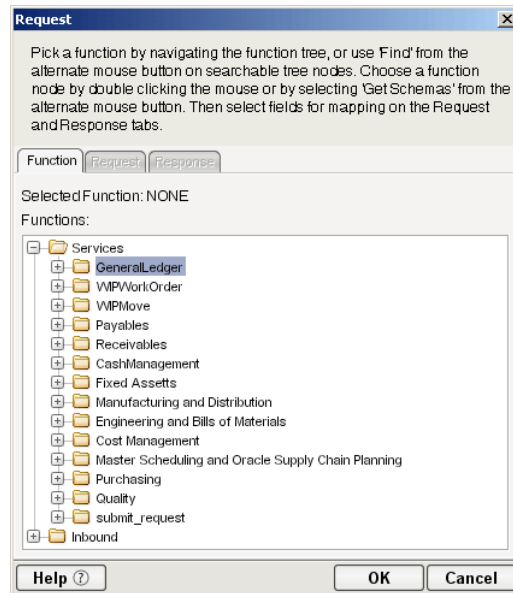 Request
Pick a function by navigating the function tree, or use 'Find' from the
alternate mouse button on searchable tree nodes. Choose a function
node by double clicking the mouse or by selecting 'Get Schemas' from the
alternate mouse button. Then select fields for mapping on the Request
and Response tabs.
Function Request Response
Selected Function: NONE
Functions:
Services
GeneralLedger
WIPWorkOrder
WIPMove
Payables
Receivables
CashManagement
Fixed Assetts
Manufacturing and Distribution
Engineering and Bills of Materials
Cost Management
Master Scheduling and Oracle Supply Chain Planning
Purchasing
Quality
submit_request
Inbound
Help ? OK Cancel